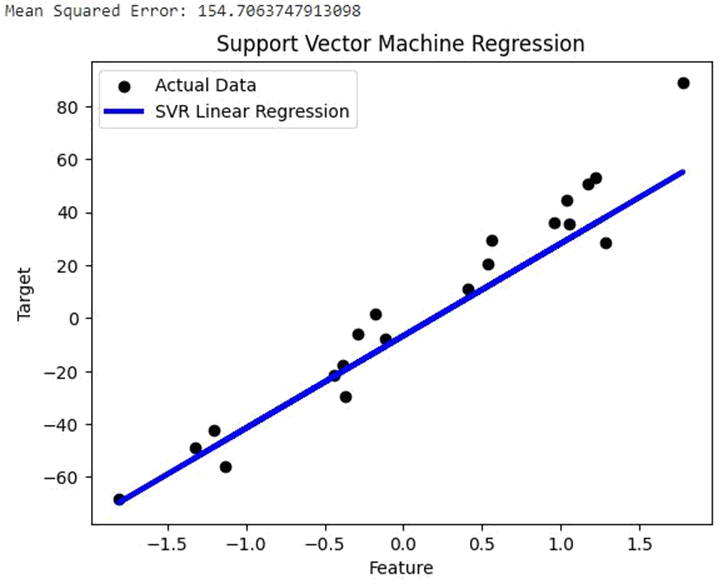 Mean Squared Error: 154.7063747913098
Support Vector Machine Regression
Actual Data
SVR Linear Regression
80
60
40
20
0
−20
−40
−60
Target
−1.5 −1.0 −0.5 0.0 0.5 1.0 1.5
Feature